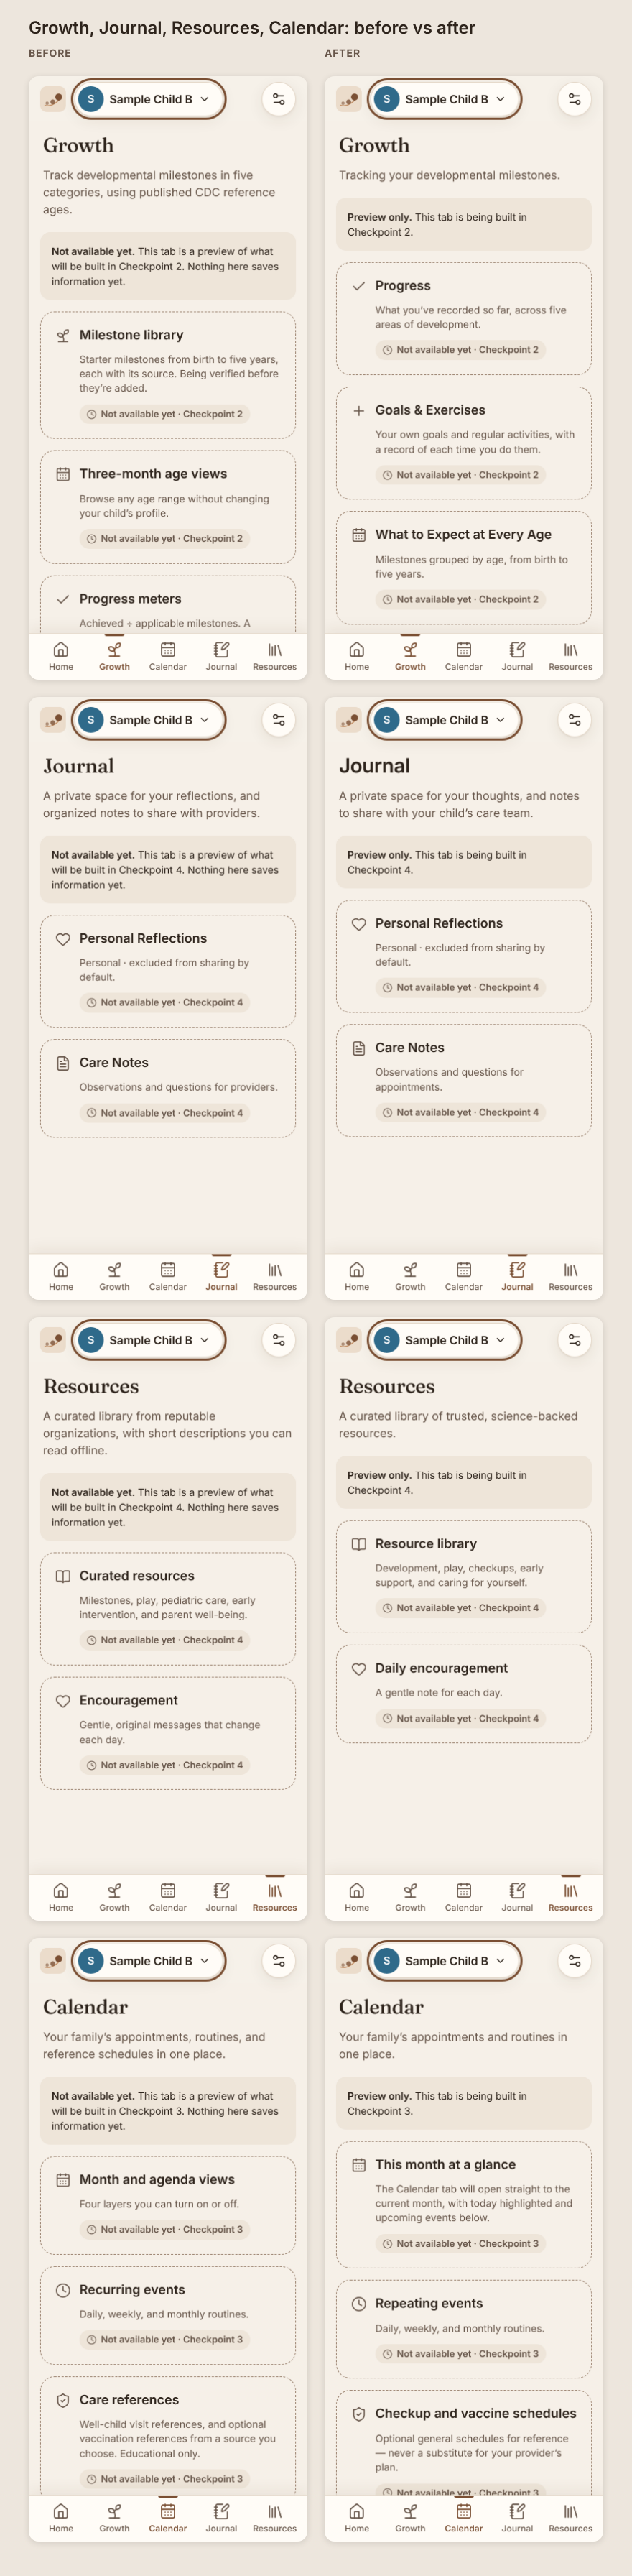 Growth, Journal, Resources, Calendar: before vs after
BEFORE
S Sample Child B
Growth
Track developmental milestones in five
categories, using published CDC reference
ages.
Not available yet. This tab is a preview of what
will be built in Checkpoint 2. Nothing here saves
information yet.
Milestone library
Starter milestones from birth to five years,
each with its source. Being verified before
they're added.
Not available yet · Checkpoint 2
Three-month age views
Browse any age range without changing
your child's profile.
Not available yet · Checkpoint 2
Progress meters
Achieved ÷ applicable milestones. A
Home Growth Calendar Journal Resources
AFTER
S Sample Child B
Growth
Tracking your developmental milestones.
Preview only. This tab is being built in
Checkpoint 2.
Progress
What you've recorded so far, across five
areas of development.
Not available yet · Checkpoint 2
Goals & Exercises
Your own goals and regular activities, with
a record of each time you do them.
Not available yet · Checkpoint 2
What to Expect at Every Age
Milestones grouped by age, from birth to
five years.
Not available yet · Checkpoint 2
Home Growth Calendar Journal Resources
S Sample Child B
Journal
A private space for your reflections, and
organized notes to share with providers.
Not available yet. This tab is a preview of what
will be built in Checkpoint 4. Nothing here saves
information yet.
Personal Reflections
Personal · excluded from sharing by
default.
Not available yet · Checkpoint 4
Care Notes
Observations and questions for providers.
Not available yet · Checkpoint 4
Home Growth Calendar Journal Resources
S Sample Child B
Journal
A private space for your thoughts, and notes
to share with your child's care team.
Preview only. This tab is being built in
Checkpoint 4.
Personal Reflections
Personal · excluded from sharing by
default.
Not available yet · Checkpoint 4
Care Notes
Observations and questions for
appointments.
Not available yet · Checkpoint 4
Home Growth Calendar Journal Resources
S Sample Child B
Resources
A curated library from reputable
organizations, with short descriptions you can
read offline.
Not available yet. This tab is a preview of what
will be built in Checkpoint 4. Nothing here saves
information yet.
Curated resources
Milestones, play, pediatric care, early
intervention, and parent well-being.
Not available yet · Checkpoint 4
Encouragement
Gentle, original messages that change
each day.
Not available yet · Checkpoint 4
Home Growth Calendar Journal Resources
S Sample Child B
Resources
A curated library of trusted, science-backed
resources.
Preview only. This tab is being built in
Checkpoint 4.
Resource library
Development, play, checkups, early
support, and caring for yourself.
Not available yet · Checkpoint 4
Daily encouragement
A gentle note for each day.
Not available yet · Checkpoint 4
Home Growth Calendar Journal Resources
S Sample Child B
Calendar
Your family's appointments, routines, and
reference schedules in one place.
Not available yet. This tab is a preview of what
will be built in Checkpoint 3. Nothing here saves
information yet.
Month and agenda views
Four layers you can turn on or off.
Not available yet · Checkpoint 3
Recurring events
Daily, weekly, and monthly routines.
Not available yet · Checkpoint 3
Care references
Well-child visit references, and optional
vaccination references from a source you
choose. Educational only.
Not available yet · Checkpoint 3
Home Growth Calendar Journal Resources
S Sample Child B
Calendar
Your family's appointments and routines in
one place.
Preview only. This tab is being built in
Checkpoint 3.
This month at a glance
The Calendar tab will open straight to the
current month, with today highlighted and
upcoming events below.
Not available yet · Checkpoint 3
Repeating events
Daily, weekly, and monthly routines.
Not available yet · Checkpoint 3
Checkup and vaccine schedules
Optional general schedules for reference
— never a substitute for your provider's
plan.
Not available yet · Checkpoint 3
Home Growth Calendar Journal Resources